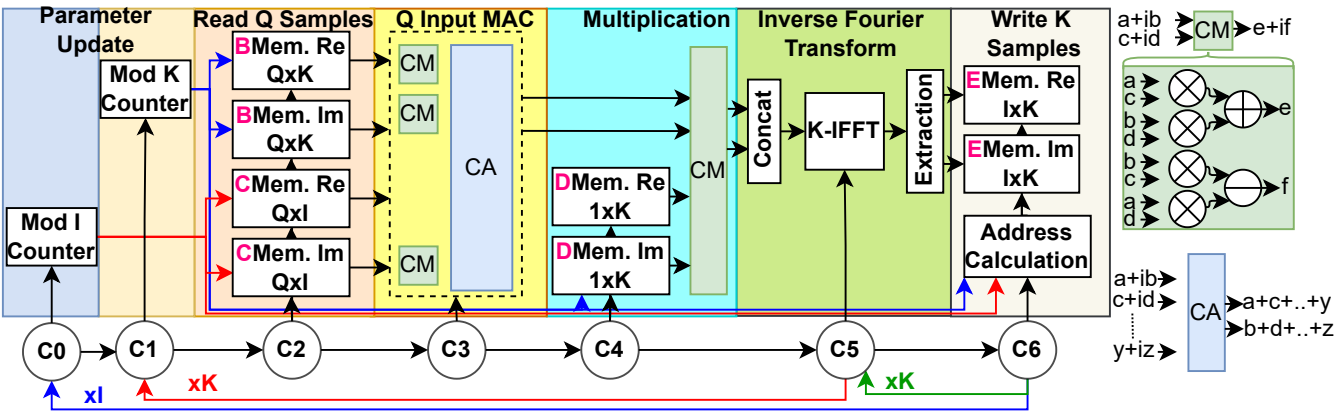 Parameter
Update
Read Q Samples
Q Input MAC
Multiplication
Inverse Fourier
Transform
Write K
Samples
Mod I
Counter
Mod K
Counter
BMem. Re
QxK
BMem. Im
QxK
CMem. Re
QxI
CMem. Im
QxI
CM
CM
CM
CA
DMem. Re
1xK
DMem. Im
1xK
CM
Concat
K-IFFT
Extraction
EMem. Re
IxK
EMem. Im
IxK
Address
Calculation
C0
C1
C2
C3
C4
C5
C6
xI
xK
xK
a+ib
c+id
CM
e+if
a
c
b
d
e
b
c
a
d
f
a+ib
c+id
y+iz
CA
a+c+..+y
b+d+..+z